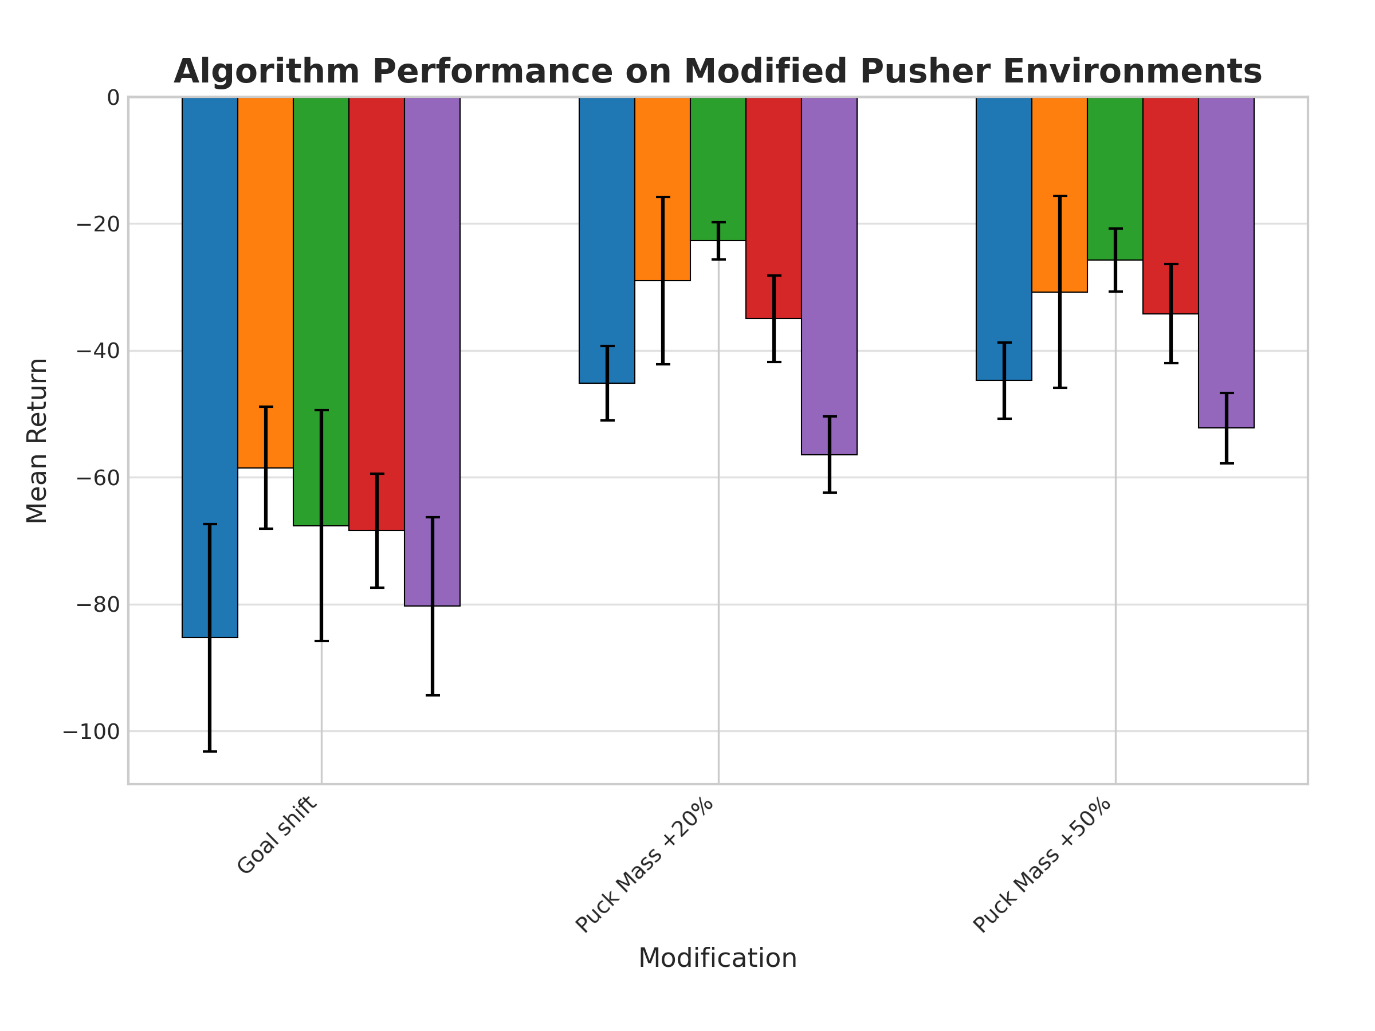 Algorithm Performance on Modified Pusher Environments
0
−20
−40
−60
−80
−100
Mean Return
Goal shift
Puck Mass +20%
Puck Mass +50%
Modification